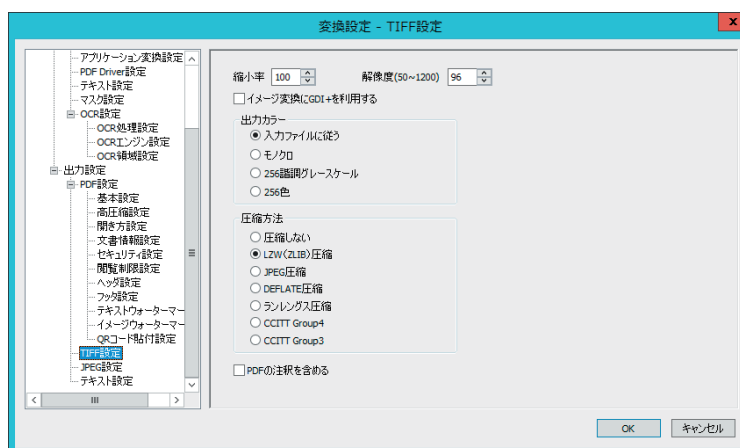 変換設定 - TIFF設定
x
アプリケーション変換設定
PDF Driver設定
テキスト設定
マスク設定
OCR設定
OCR処理設定
OCRエンジン設定
OCR領域設定
出力設定
PDF設定
基本設定
高圧縮設定
開き方設定
文書情報設定
セキュリティ設定
閲覧制限設定
ヘッダ設定
フッタ設定
テキストウォーターマー
イメージウォーターマー
QRコード貼付設定
TIFF設定
JPEG設定
テキスト設定
縮小率 100 解像度(50~1200) 96
イメージ変換にGDI+を利用する
出力カラー
入力ファイルに従う
モノクロ
256諧調グレースケール
256色
圧縮方法
圧縮しない
LZW(ZLIB)圧縮
JPEG圧縮
DEFLATE圧縮
ランレングス圧縮
CCITT Group4
CCITT Group3
PDFの注釈を含める
OK キャンセル